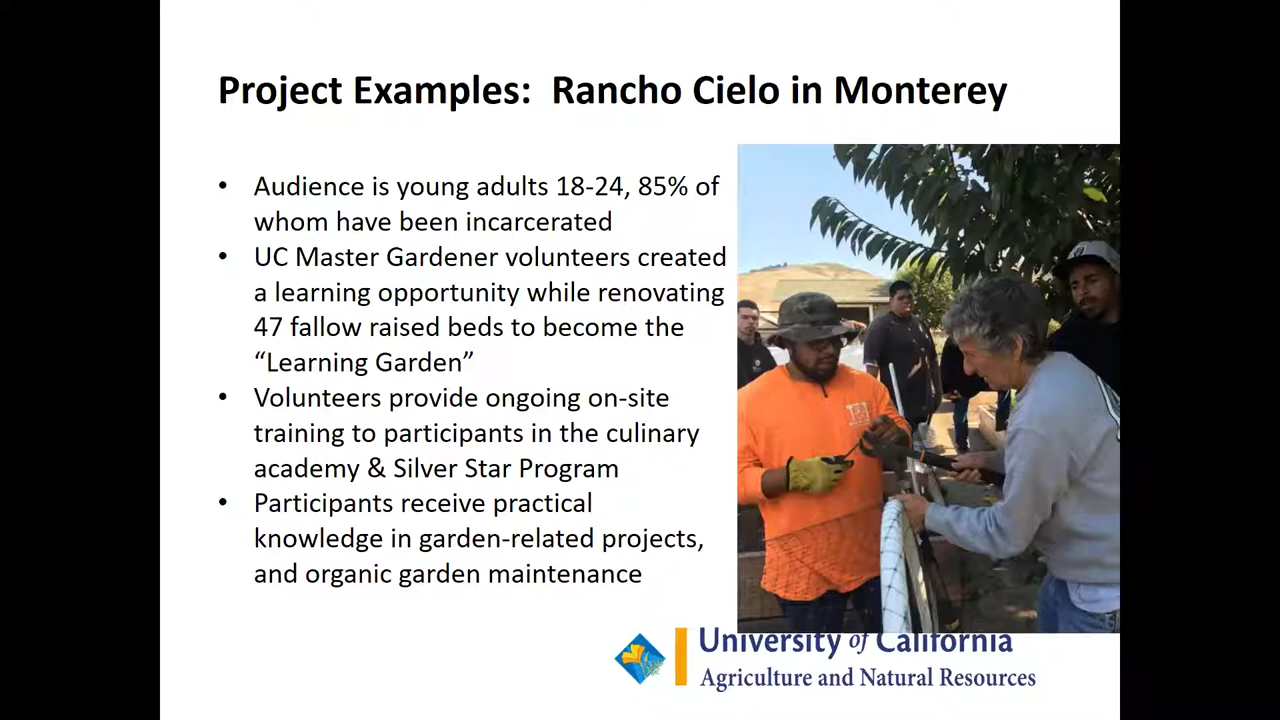 Project Examples:  Rancho Cielo in Monterey
• Audience is young adults 18-24, 85% of
whom have been incarcerated
• UC Master Gardener volunteers created
a learning opportunity while renovating
47 fallow raised beds to become the
“Learning Garden”
• Volunteers provide ongoing on-site
training to participants in the culinary
academy & Silver Star Program
• Participants receive practical
knowledge in garden-related projects,
and organic garden maintenance
University of California
Agriculture and Natural Resources